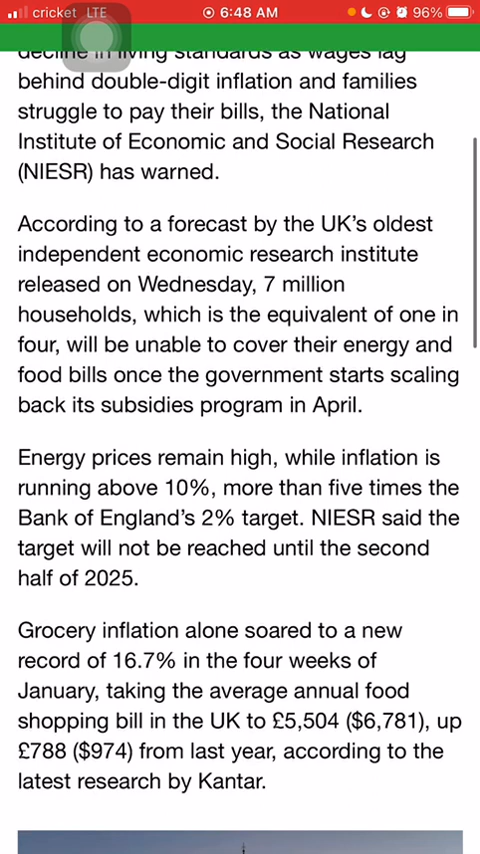 cricket LTE 6:48 AM 96%
decline in living standards as wages lag
behind double-digit inflation and families
struggle to pay their bills, the National
Institute of Economic and Social Research
(NIESR) has warned.
According to a forecast by the UK’s oldest
independent economic research institute
released on Wednesday, 7 million
households, which is the equivalent of one in
four, will be unable to cover their energy and
food bills once the government starts scaling
back its subsidies program in April.
Energy prices remain high, while inflation is
running above 10%, more than five times the
Bank of England’s 2% target. NIESR said the
target will not be reached until the second
half of 2025.
Grocery inflation alone soared to a new
record of 16.7% in the four weeks of
January, taking the average annual food
shopping bill in the UK to £5,504 ($6,781), up
£788 ($974) from last year, according to the
latest research by Kantar.